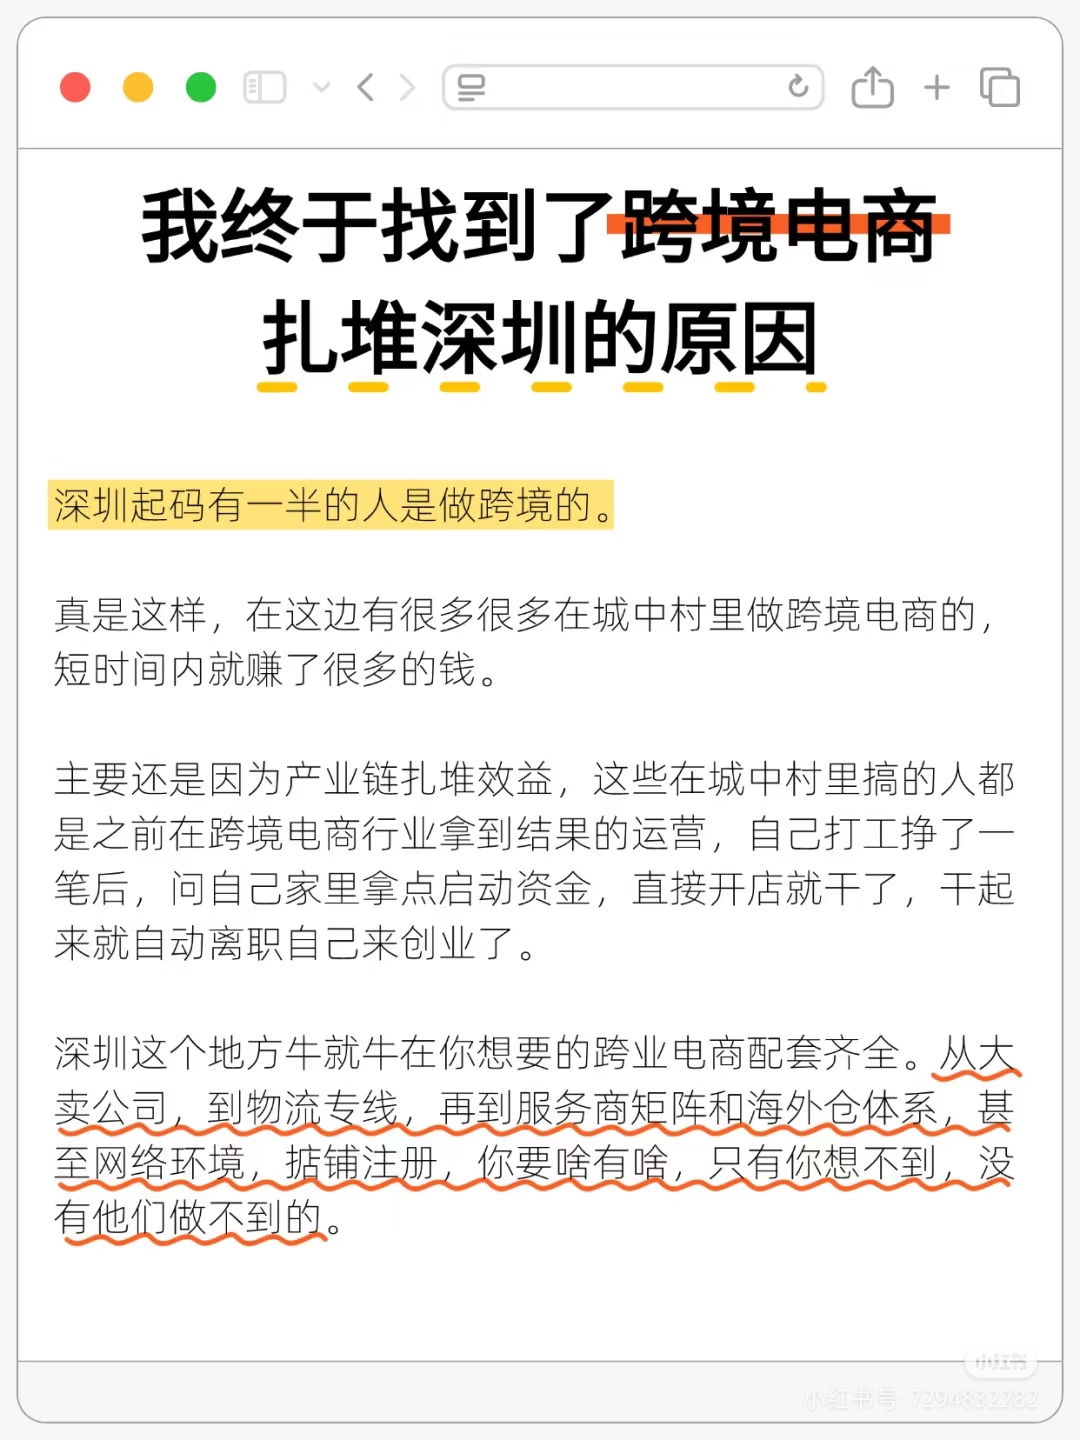 我终于找到了跨境电商
扎堆深圳的原因
深圳起码有一半的人是做跨境的。
真是这样，在这边有很多很多在城中村里做跨境电商的，
短时间内就赚了很多的钱。
主要还是因为产业链扎堆效益，这些在城中村里搞的人都
是之前在跨境电商行业拿到结果的运营，自己打工挣了一
笔后，问自己家里拿点启动资金，直接开店就干了，干起
来就自动离职自己来创业了。
深圳这个地方牛就牛在你想要的跨业电商配套齐全。从大
卖公司，到物流专线，再到服务商矩阵和海外仓体系，甚
至网络环境，掂铺注册，你要啥有啥，只有你想不到，没
有他们做不到的。
小红书
小红书号: 7294832282